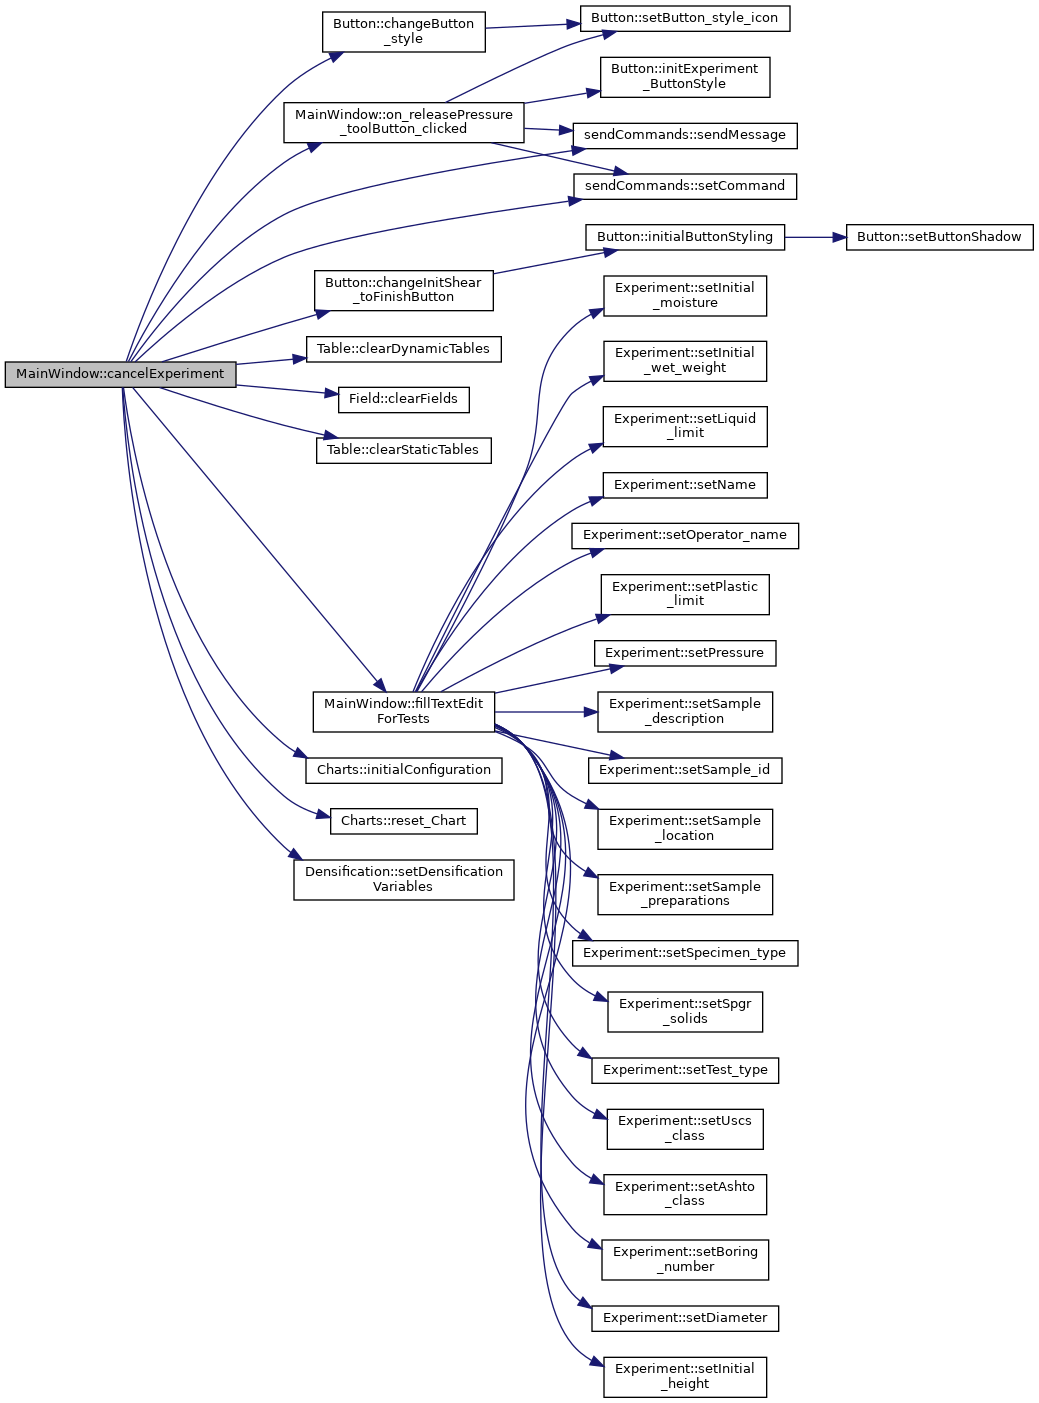 MainWindow::cancelExperiment
Button::changeButton
_style
MainWindow::on_releasePressure
_toolButton_clicked
Button::changeInitShear
_toFinishButton
Table::clearDynamicTables
Field::clearFields
Table::clearStaticTables
MainWindow::fillTextEdit
ForTests
Charts::initialConfiguration
Charts::reset_Chart
Densification::setDensification
Variables
Button::setButton_style_icon
Button::initExperiment
_ButtonStyle
sendCommands::sendMessage
sendCommands::setCommand
Button::initialButtonStyling
Button::setButtonShadow
Experiment::setInitial
_moisture
Experiment::setInitial
_wet_weight
Experiment::setLiquid
_limit
Experiment::setName
Experiment::setOperator_name
Experiment::setPlastic
_limit
Experiment::setPressure
Experiment::setSample
_description
Experiment::setSample_id
Experiment::setSample
_location
Experiment::setSample
_preparations
Experiment::setSpecimen_type
Experiment::setSpgr
_solids
Experiment::setTest_type
Experiment::setUscs
_class
Experiment::setAshto
_class
Experiment::setBoring
_number
Experiment::setDiameter
Experiment::setInitial
_height